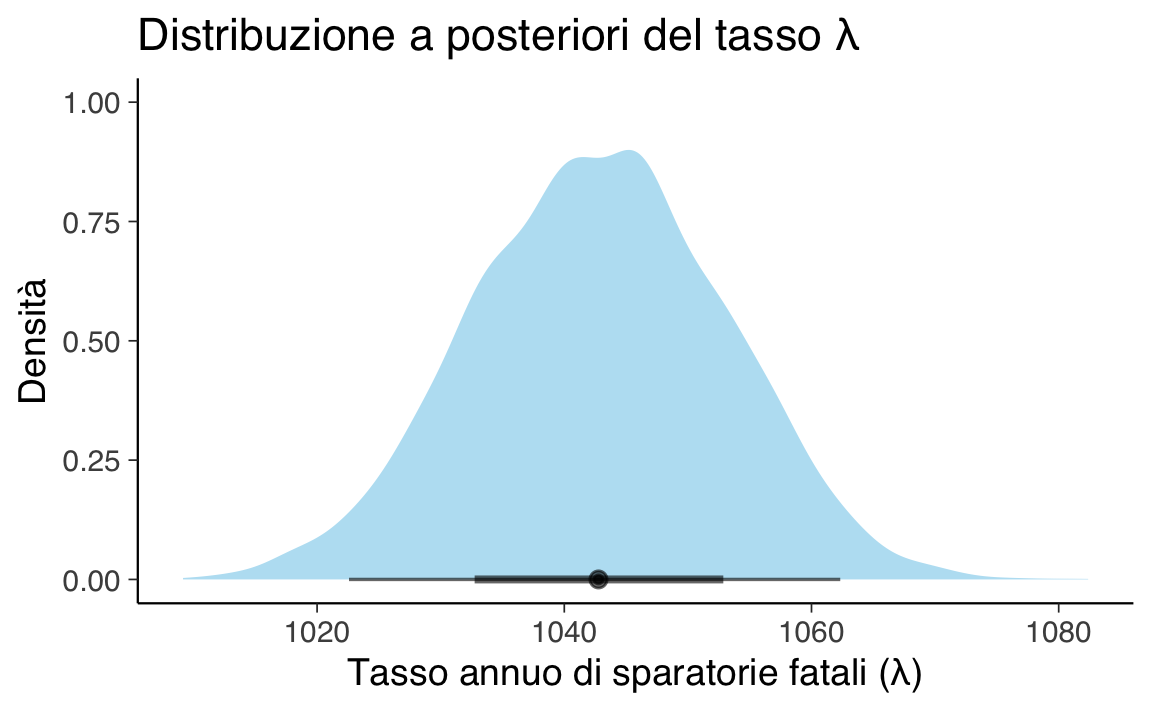 Distribuzione a posteriori del tasso λ
1.00
0.75
0.50
0.25
0.00
Densità
1020 1040 1060 1080
Tasso annuo di sparatorie fatali (λ)